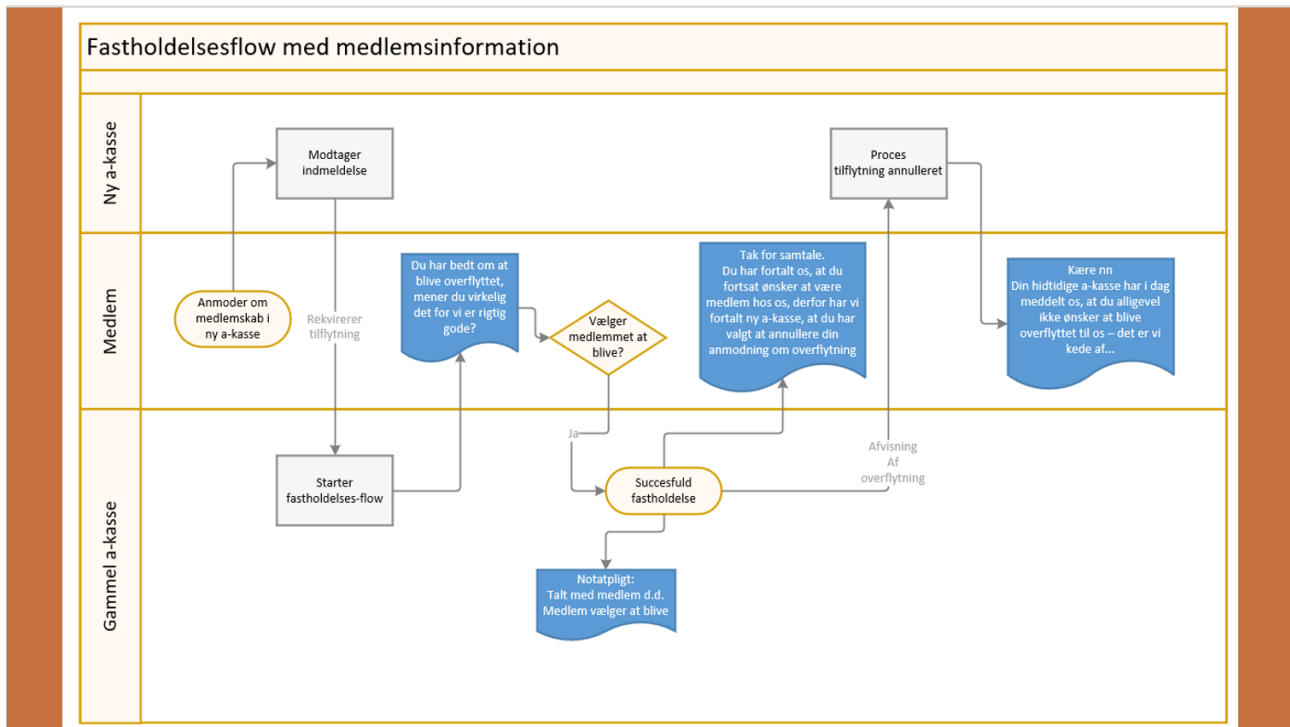 Fastholdelsesflow med medlemsinformation
Ny a-kasse
Modtager
indmeldelse
Proces
tilflytning annulleret
Medlem
Anmoder om
medlemskab i
ny a-kasse
Rekvirerer
tilflytning
Du har bedt om at
blive overflyttet,
mener du virkelig
det for vi er rigtig
gode?
Vælger
medlemmet at
blive?
Tak for samtale.
Du har fortalt os, at du
fortsat ønsker at være
medlem hos os, derfor har vi
fortalt ny a-kasse, at du har
valgt at annullere din
anmodning om overflytning
Kære nn
Din hidtidige a-kasse har i dag
meddelt os, at du alligevel
ikke ønsker at blive
overflyttet til os – det er vi
kede af...
Gammel a-kasse
Starter
fastholdelses-flow
Ja
Succesfuld
fastholdelse
Afvisning
Af
overflytning
Notatpligt:
Talt med medlem d.d.
Medlem vælger at blive